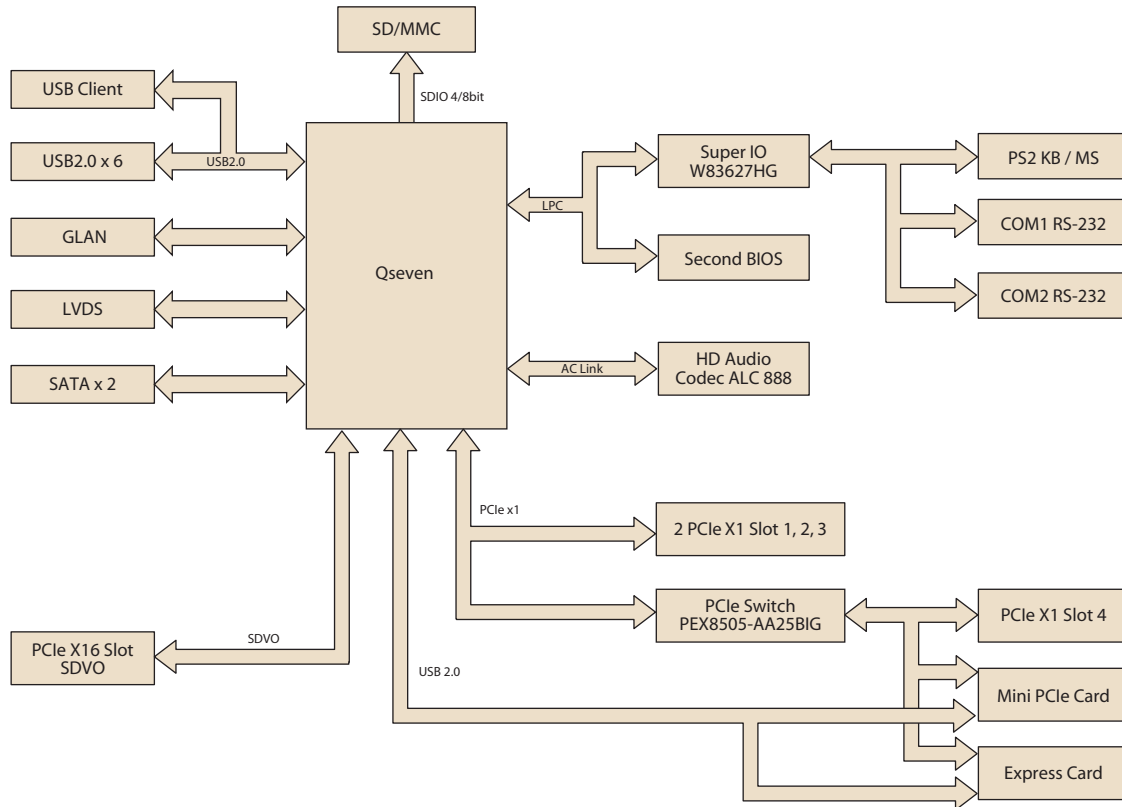 SD/MMC
SDIO 4/8bit
USB Client
USB2.0 x 6
USB2.0
GLAN
LVDS
SATA x 2
Qseven
LPC
Super IO
W83627HG
Second BIOS
PS2 KB / MS
COM1 RS-232
COM2 RS-232
AC Link
HD Audio
Codec ALC 888
PCIe x1
2 PCIe X1 Slot 1, 2, 3
PCIe Switch
PEX8505-AA25BIG
PCIe X1 Slot 4
SDVO
PCIe X16 Slot
SDVO
USB 2.0
Mini PCIe Card
Express Card